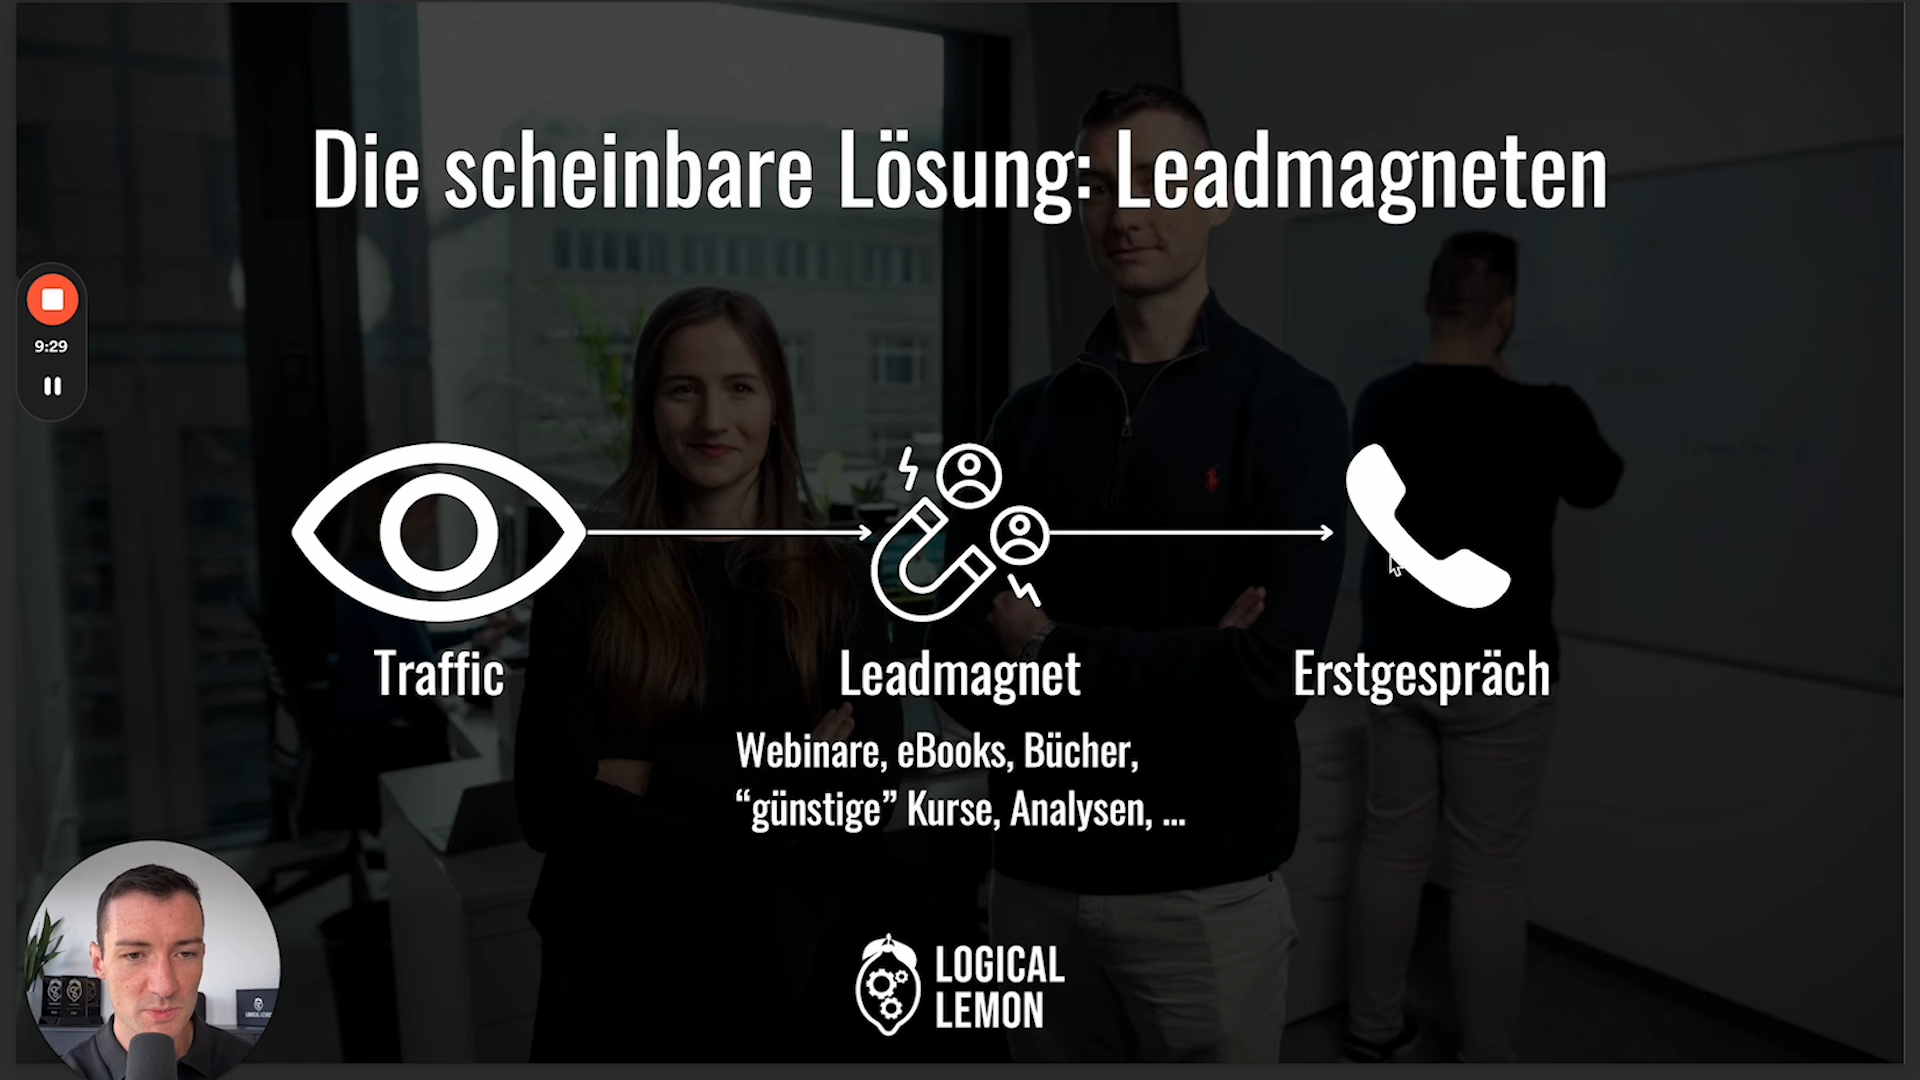 Die scheinbare Lösung: Leadmagneten
9:29
Traffic
Leadmagnet
Erstgespräch
Webinare, eBooks, Bücher,
“günstige” Kurse, Analysen, ...
LOGICAL
LEMON